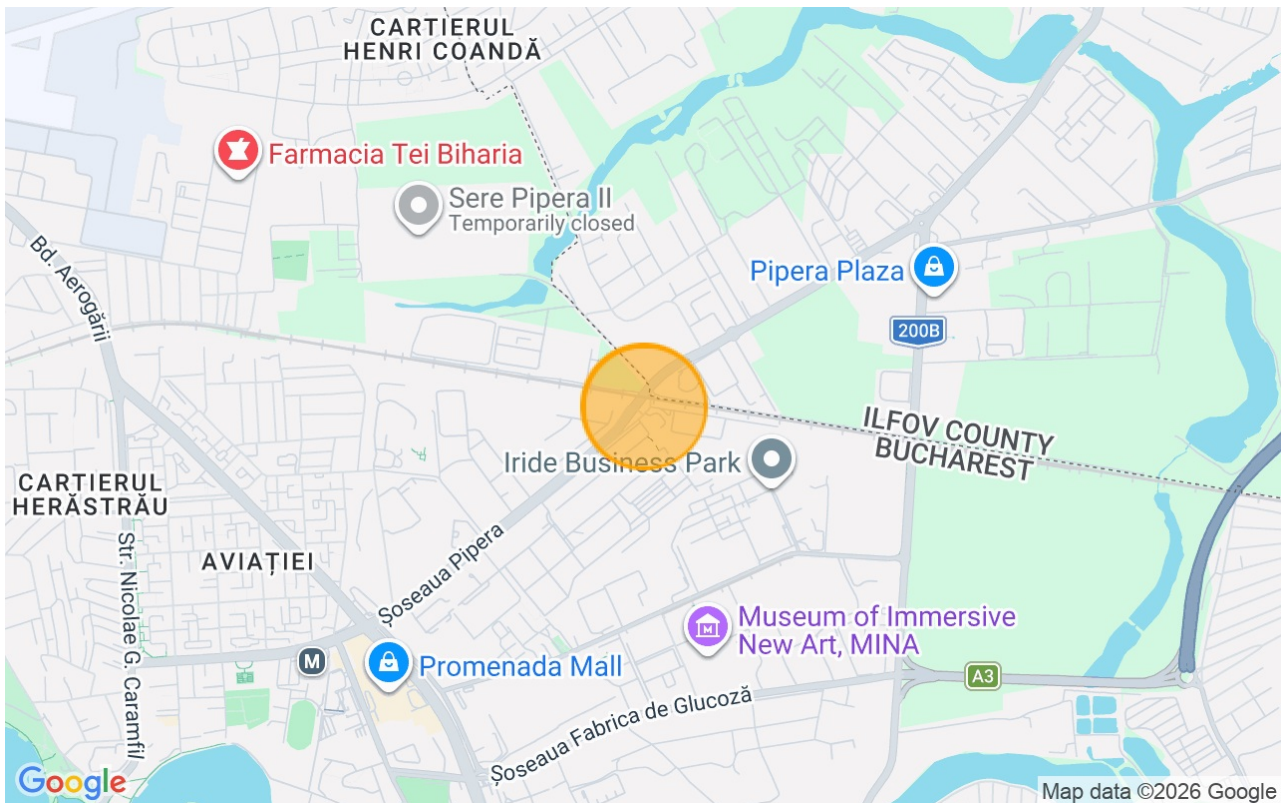 CARTIERUL
HENRI COANDĂ
Farmacia Tei Biharia
Sere Pipera II
Temporarily closed
Bd. Aerogării
Pipera Plaza
200B
ILFOV COUNTY
BUCHAREST
Iride Business Park
CARTIERUL
HERĂSTRĂU
AVIAȚIEI
Șoseaua Pipera
Str. Nicolae G. Caramfil
Museum of Immersive
New Art, MINA
M
Promenada Mall
A3
Șoseaua Fabrica de Glucoză
Google
Map data ©2026 Google